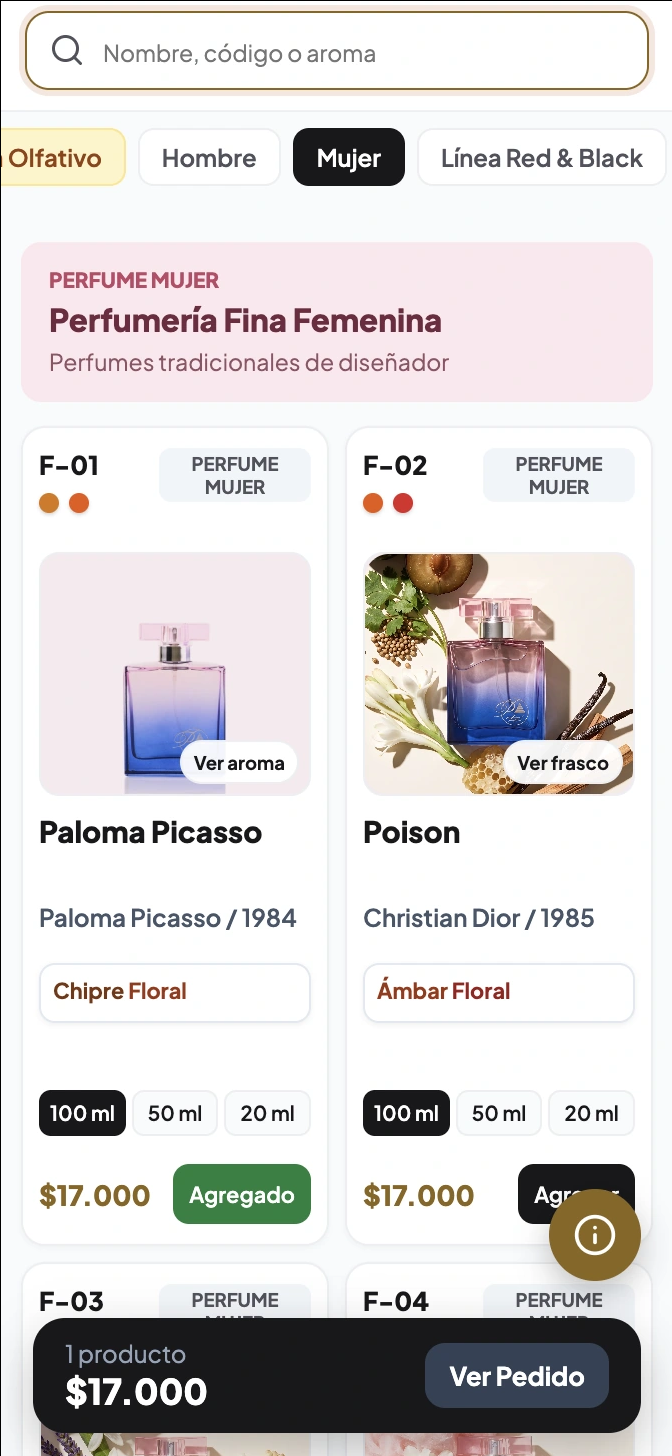 Nombre, código o aroma
Olfativo
Hombre
Mujer
Línea Red & Black
PERFUME MUJER
Perfumería Fina Femenina
Perfumes tradicionales de diseñador
F-01
PERFUME
MUJER
Ver aroma
Paloma Picasso
Paloma Picasso / 1984
Chipre Floral
100 ml
50 ml
20 ml
$17.000
Agregado
F-02
PERFUME
MUJER
Ver frasco
Poison
Christian Dior / 1985
Ámbar Floral
100 ml
50 ml
20 ml
$17.000
F-03
PERFUME
F-04
PERFUME
1 producto
$17.000
Ver Pedido